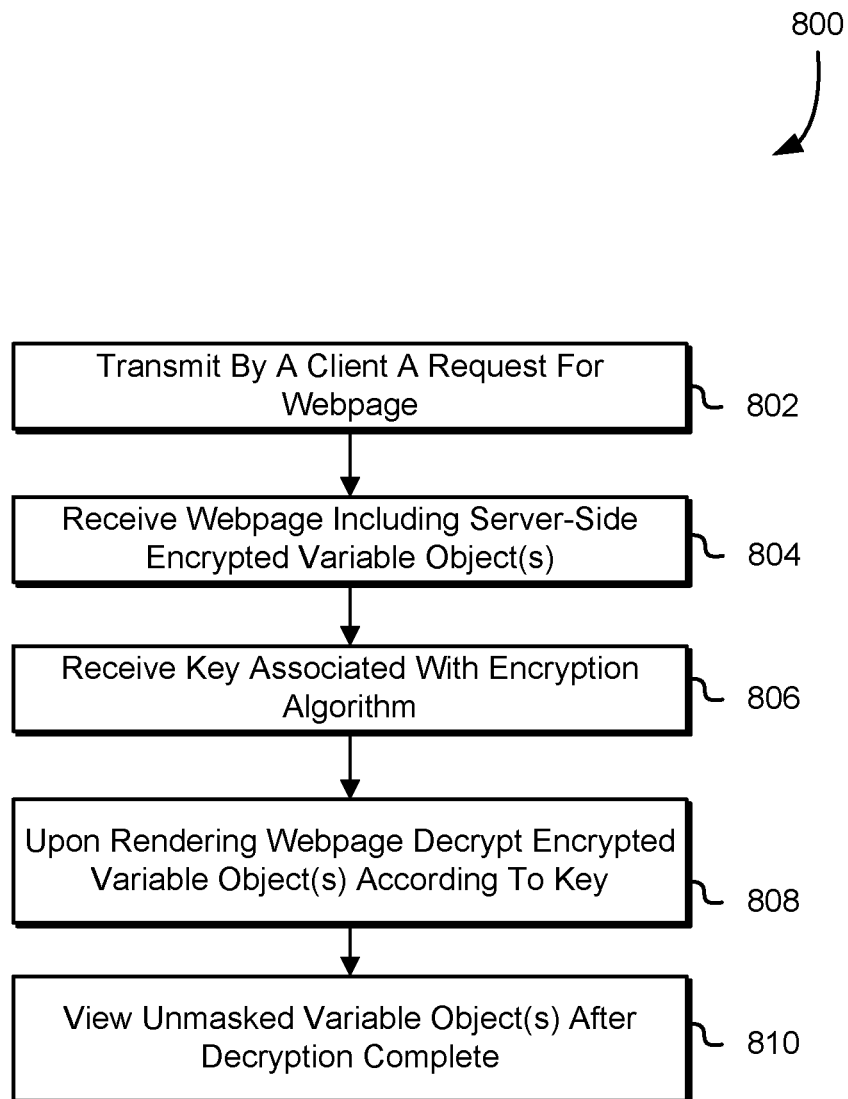 800
Transmit By A Client A Request For
Webpage
802
Receive Webpage Including Server-Side
Encrypted Variable Object(s)
804
Receive Key Associated With Encryption
Algorithm
806
Upon Rendering Webpage Decrypt Encrypted
Variable Object(s) According To Key
808
View Unmasked Variable Object(s) After
Decryption Complete
810